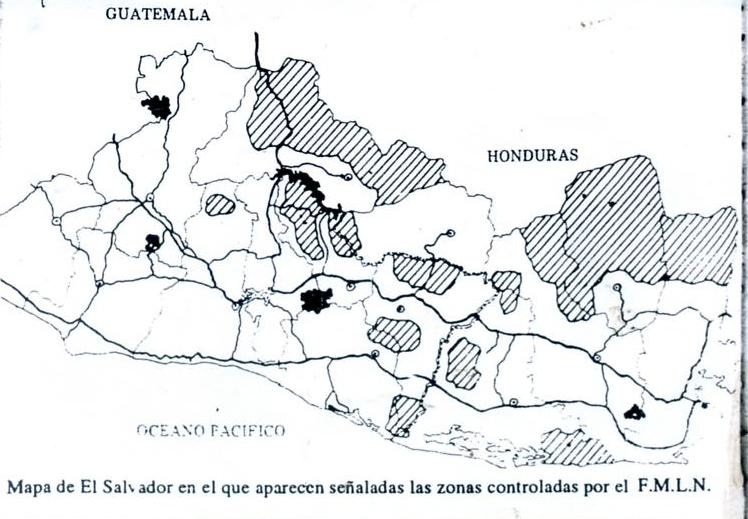 GUATEMALA
HONDURAS
OCEANO PACIFICO
Mapa de El Salvador en el que aparecen señaladas las zonas controladas por el F.M.L.N.